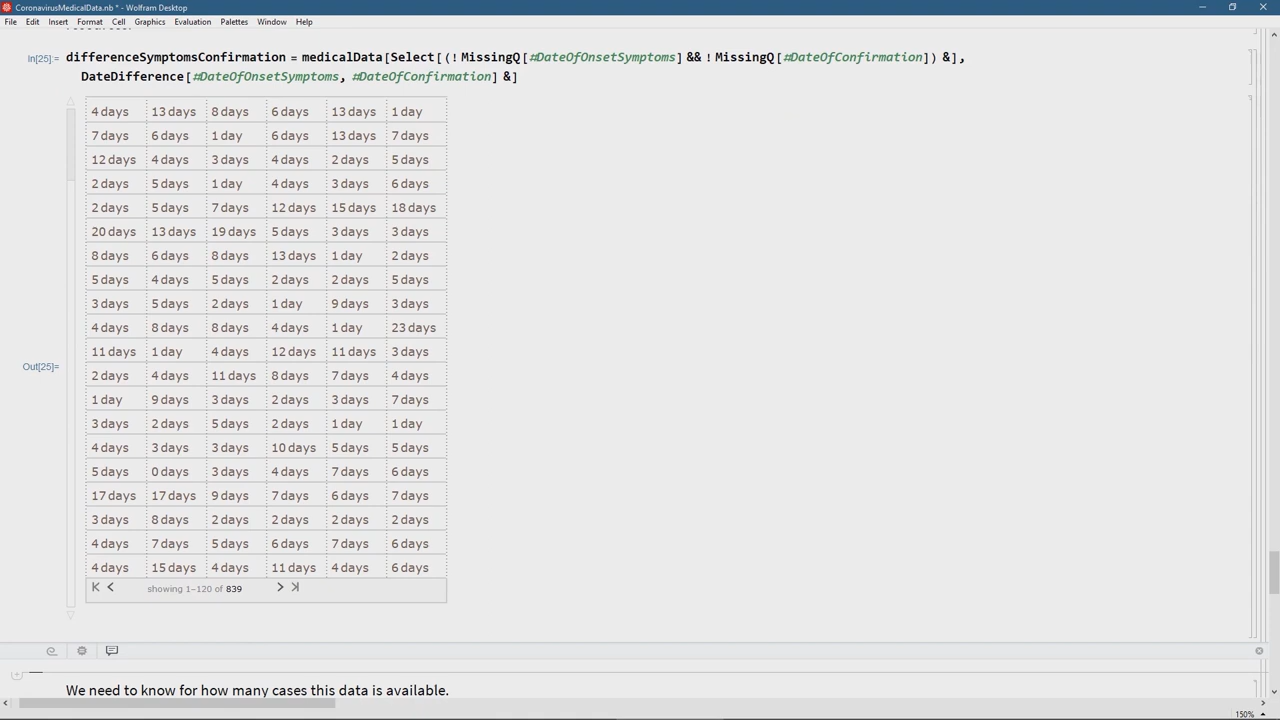 CoronavirusMedicalData.nb * - Wolfram Desktop
File Edit Insert Format Cell Graphics Evaluation Palettes Window Help
In[25]:= differenceSymptomsConfirmation = medicalData[Select[(! MissingQ[#DateOfOnsetSymptoms] && ! MissingQ[#DateOfConfirmation]) &],
DateDifference[#DateOfOnsetSymptoms, #DateOfConfirmation] &]
4 days 13 days 8 days 6 days 13 days 1 day
7 days 6 days 1 day 6 days 13 days 7 days
12 days 4 days 3 days 4 days 2 days 5 days
2 days 5 days 1 day 4 days 3 days 6 days
2 days 5 days 7 days 12 days 15 days 18 days
20 days 13 days 19 days 5 days 3 days 3 days
8 days 6 days 8 days 13 days 1 day 2 days
5 days 4 days 5 days 2 days 2 days 5 days
3 days 5 days 2 days 1 day 9 days 3 days
4 days 8 days 8 days 4 days 1 day 23 days
11 days 1 day 4 days 12 days 11 days 3 days
Out[25]=
2 days 4 days 11 days 8 days 7 days 4 days
1 day 9 days 3 days 2 days 3 days 7 days
3 days 2 days 5 days 2 days 1 day 1 day
4 days 3 days 3 days 10 days 5 days 5 days
5 days 0 days 3 days 4 days 7 days 6 days
17 days 17 days 9 days 7 days 6 days 7 days
3 days 8 days 2 days 2 days 2 days 2 days
4 days 7 days 5 days 6 days 7 days 6 days
4 days 15 days 4 days 11 days 4 days 6 days
showing 1–120 of 839
We need to know for how many cases this data is available.
150%